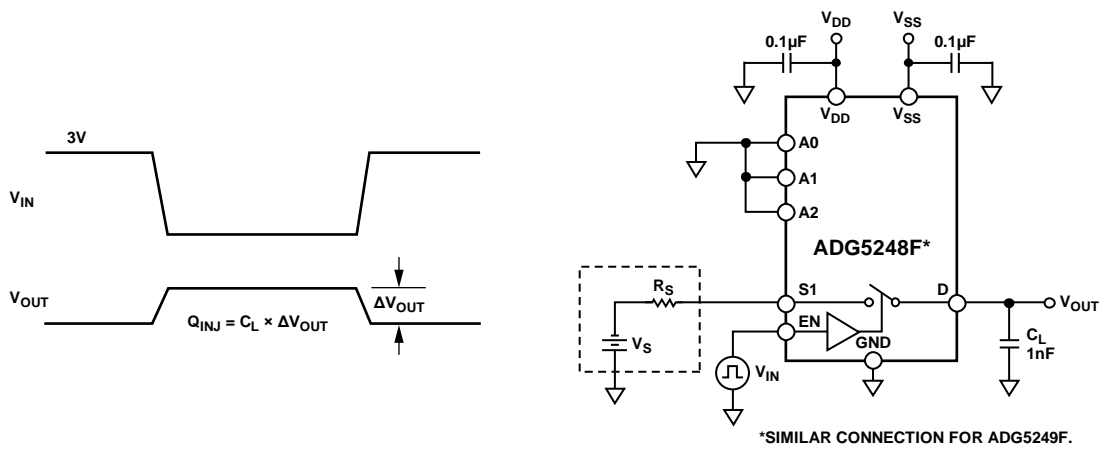 3V
V_IN
V_OUT
ΔV_OUT
Q_INJ = C_L × ΔV_OUT
V_DD
V_SS
0.1µF
0.1µF
V_DD
V_SS
A0
A1
A2
ADG5248F*
R_S
S1
D
V_OUT
EN
GND
V_S
V_IN
C_L
1nF
*SIMILAR CONNECTION FOR ADG5249F.